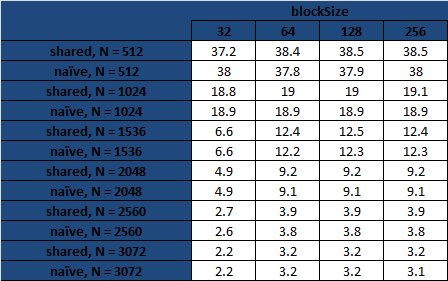 blockSize
32 64 128 256
shared, N = 512 37.2 38.4 38.5 38.5
naïve, N = 512 38 37.8 37.9 38
shared, N = 1024 18.8 19 19 19.1
naïve, N = 1024 18.9 18.9 18.9 18.9
shared, N = 1536 6.6 12.4 12.5 12.4
naïve, N = 1536 6.6 12.2 12.3 12.3
shared, N = 2048 4.9 9.2 9.2 9.2
naïve, N = 2048 4.9 9.1 9.1 9.1
shared, N = 2560 2.7 3.9 3.9 3.9
naïve, N = 2560 2.6 3.8 3.8 3.8
shared, N = 3072 2.2 3.2 3.2 3.2
naïve, N = 3072 2.2 3.2 3.2 3.1